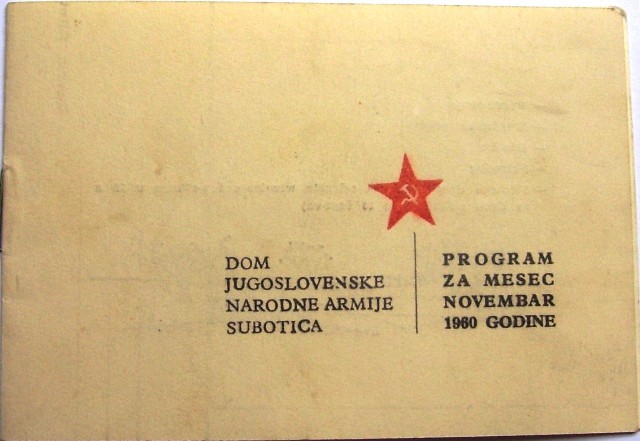 DOM
JUGOSLOVENSKE
NARODNE ARMIJE
SUBOTICA
PROGRAM
ZA MESEC
NOVEMBAR
1960 GODINE